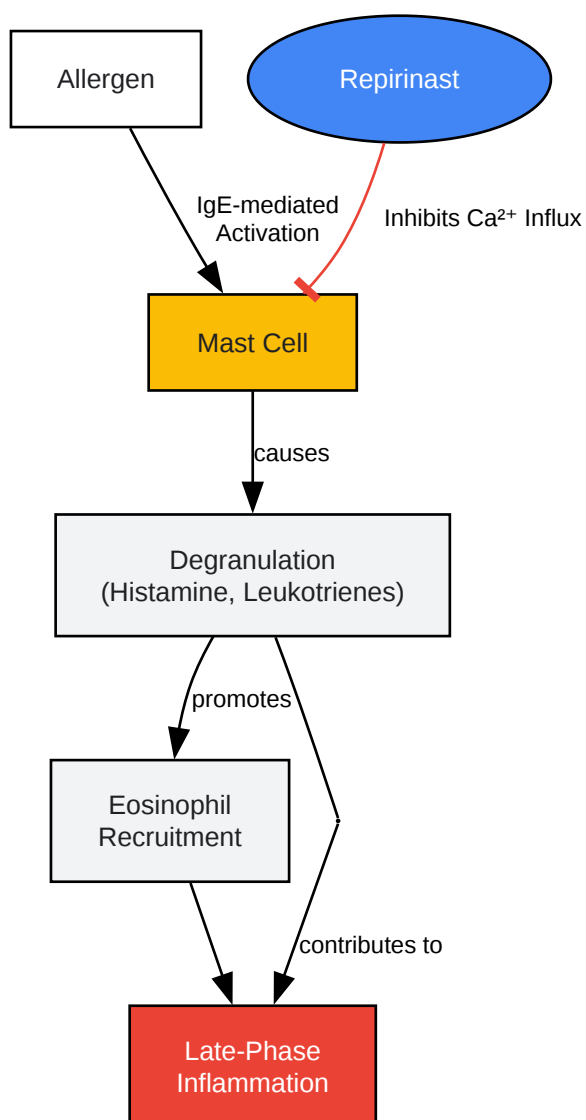 Allergen
Repirinast
IgE-mediated
Activation
Inhibits Ca²⁺ Influx
Mast Cell
causes
Degranulation
(Histamine, Leukotrienes)
promotes
Eosinophil
Recruitment
contributes to
Late-Phase
Inflammation